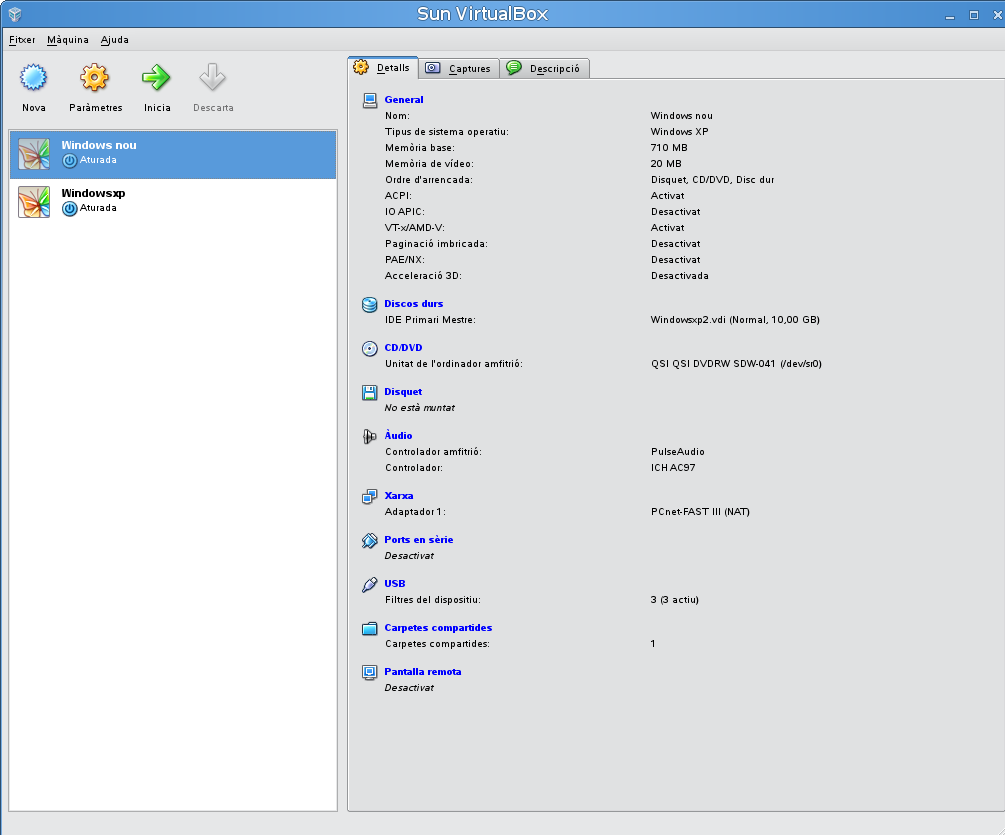 Sun VirtualBox
Fitxer Màquina Ajuda
Nova Paràmetres Inicia Descarta
Windows nou
Aturada
Windowsxp
Aturada
Detalls Captures Descripció
General
Nom: Windows nou
Tipus de sistema operatiu: Windows XP
Memòria base: 710 MB
Memòria de vídeo: 20 MB
Ordre d'arrencada: Disquet, CD/DVD, Disc dur
ACPI: Activat
IO APIC: Desactivat
VT-x/AMD-V: Activat
Paginació imbricada: Desactivat
PAE/NX: Desactivat
Acceleració 3D: Desactivada
Discos durs
IDE Primari Mestre: Windowsxp2.vdi (Normal, 10,00 GB)
CD/DVD
Unitat de l'ordinador amfitrió: QSI QSI DVDRW SDW-041 (/dev/sr0)
Disquet
No està muntat
Àudio
Controlador amfitrió: PulseAudio
Controlador: ICH AC97
Xarxa
Adaptador 1: PCnet-FAST III (NAT)
Ports en sèrie
Desactivat
USB
Filtres del dispositiu: 3 (3 actiu)
Carpetes compartides
Carpetes compartides: 1
Pantalla remota
Desactivat